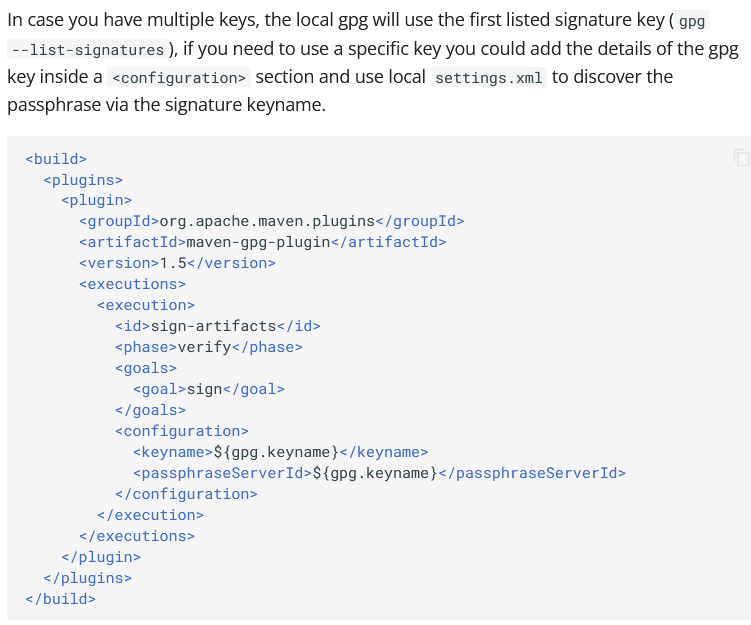 In case you have multiple keys, the local gpg will use the first listed signature key ( gpg
--list-signatures ), if you need to use a specific key you could add the details of the gpg
key inside a <configuration> section and use local settings.xml to discover the
passphrase via the signature keyname.
<build>
  <plugins>
    <plugin>
      <groupId>org.apache.maven.plugins</groupId>
      <artifactId>maven-gpg-plugin</artifactId>
      <version>1.5</version>
      <executions>
        <execution>
          <id>sign-artifacts</id>
          <phase>verify</phase>
          <goals>
            <goal>sign</goal>
          </goals>
          <configuration>
            <keyname>${gpg.keyname}</keyname>
            <passphraseServerId>${gpg.keyname}</passphraseServerId>
          </configuration>
        </execution>
      </executions>
    </plugin>
  </plugins>
</build>